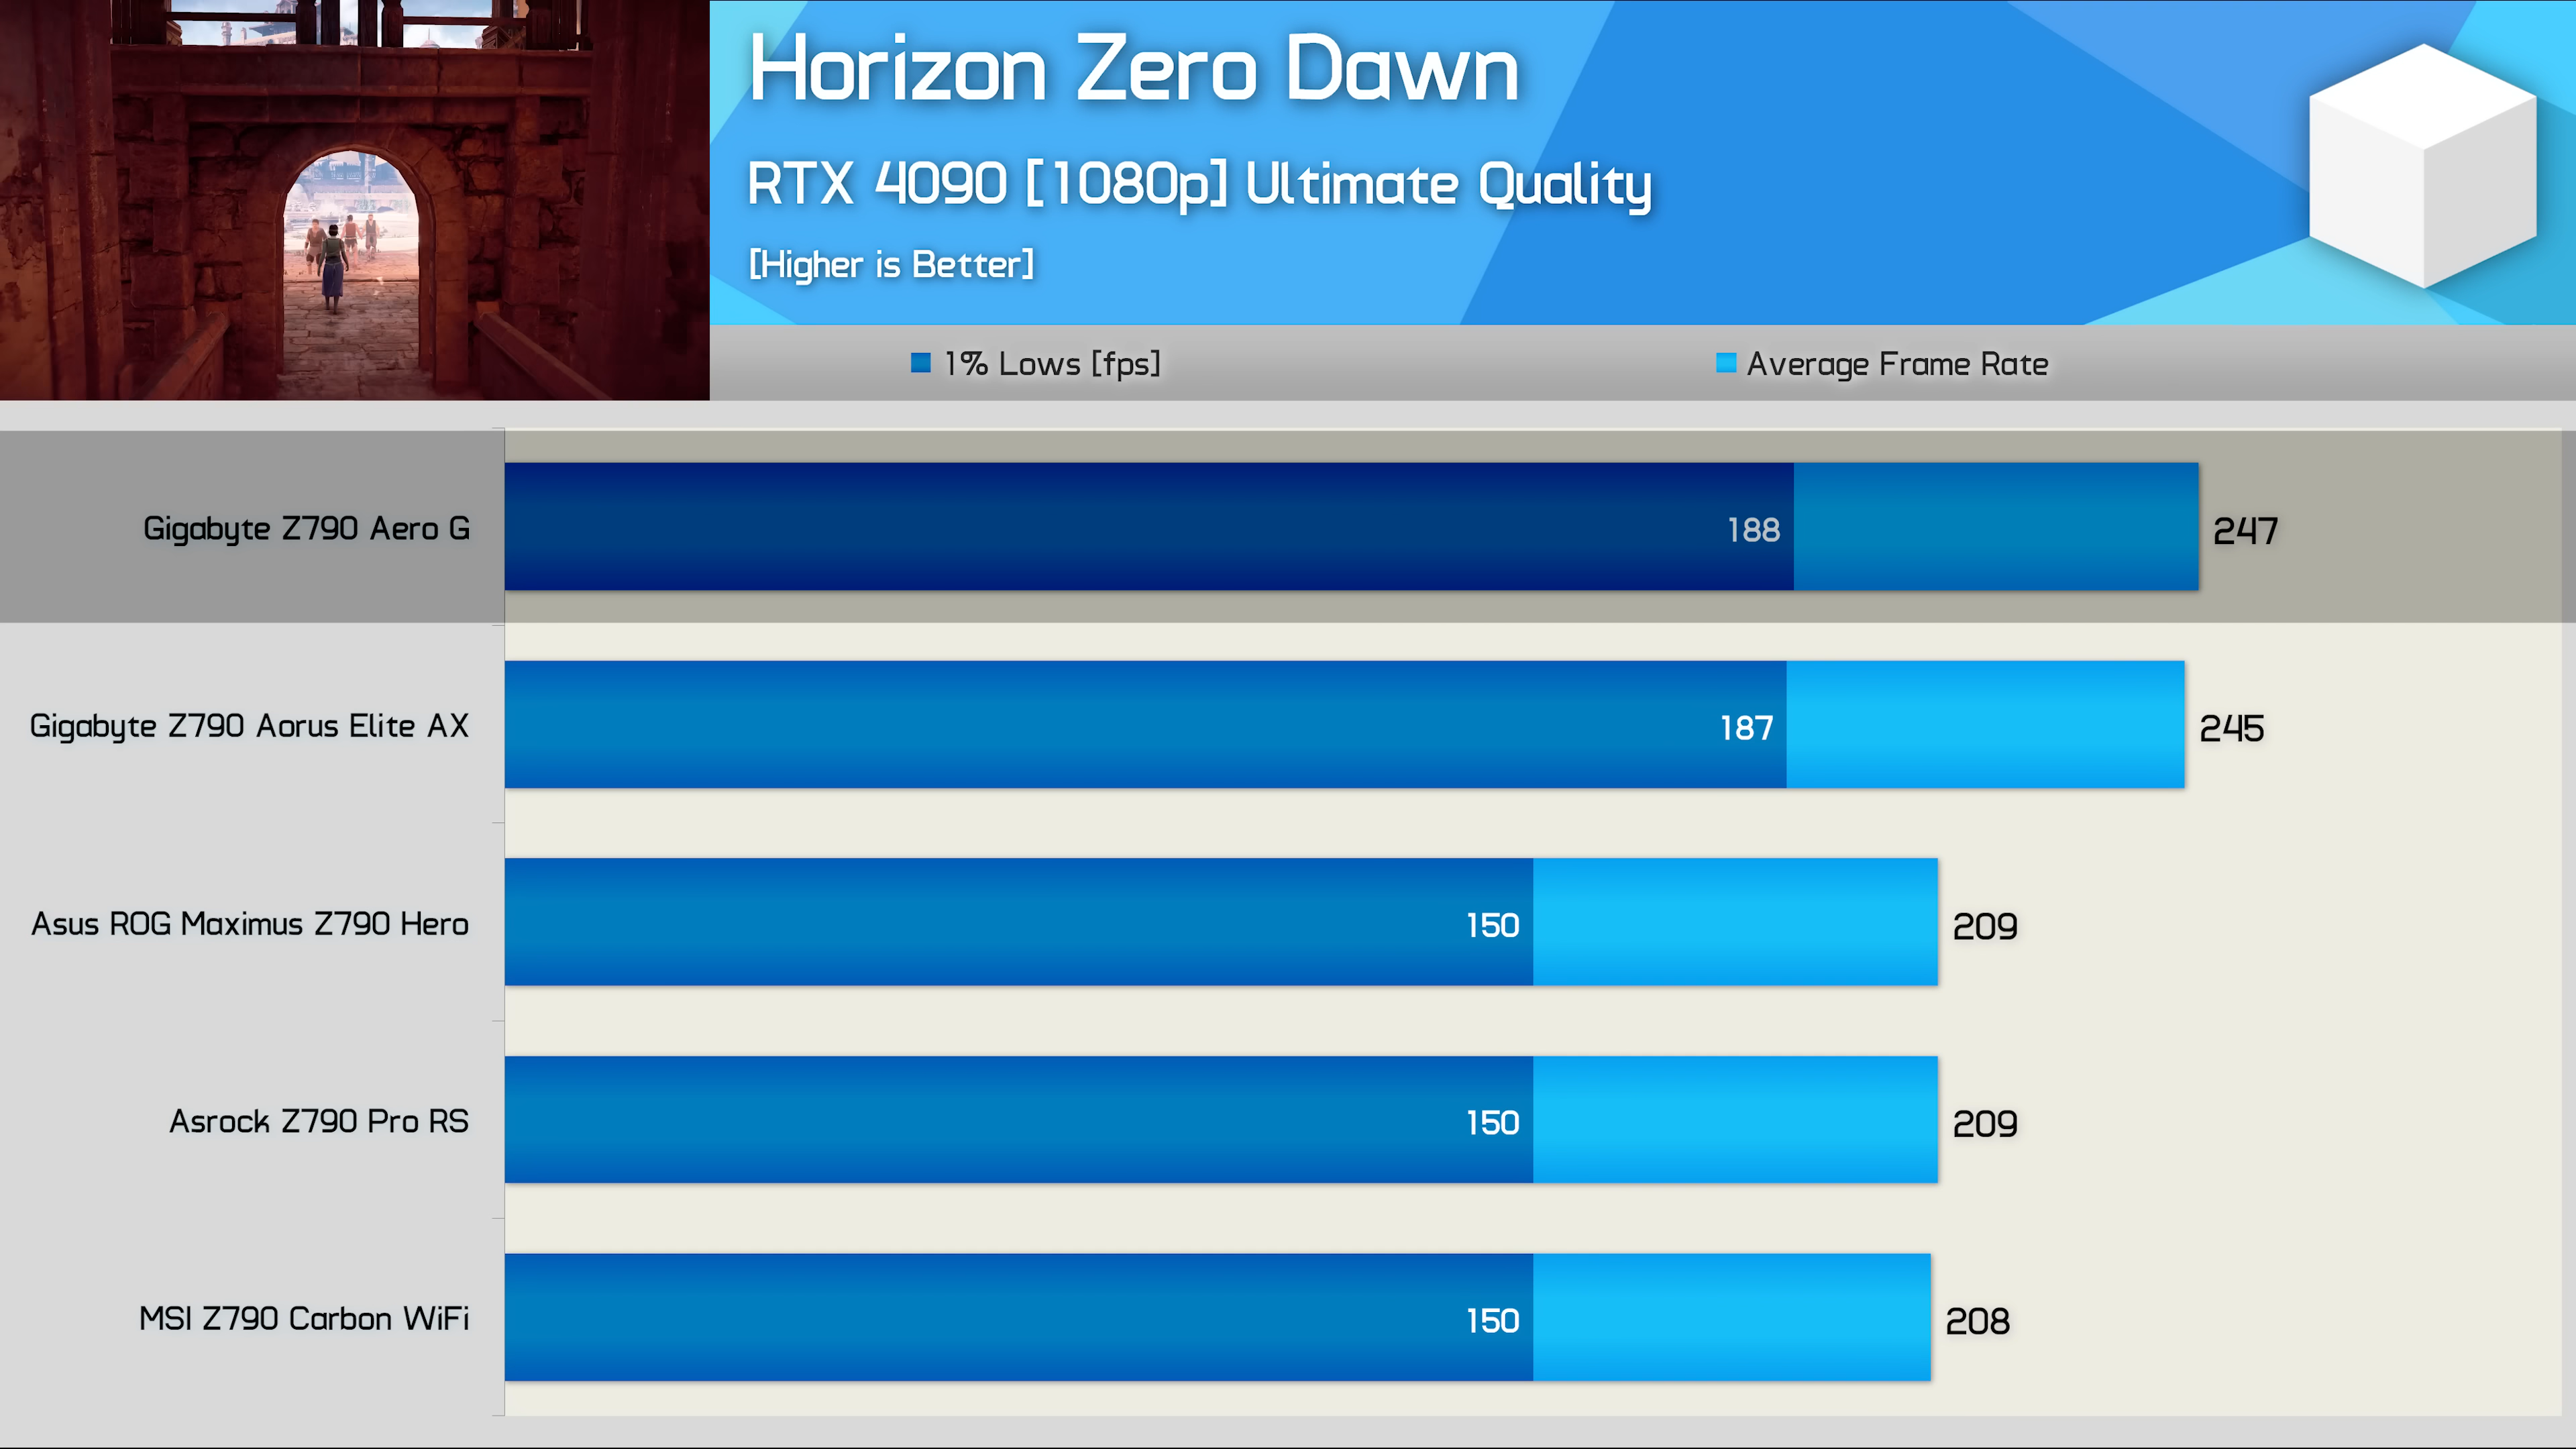 Horizon Zero Dawn
RTX 4090 [1080p] Ultimate Quality
[Higher is Better]
1% Lows [fps]
Average Frame Rate
Gigabyte Z790 Aero G
188
247
Gigabyte Z790 Aorus Elite AX
187
245
Asus ROG Maximus Z790 Hero
150
209
Asrock Z790 Pro RS
150
209
MSI Z790 Carbon WiFi
150
208